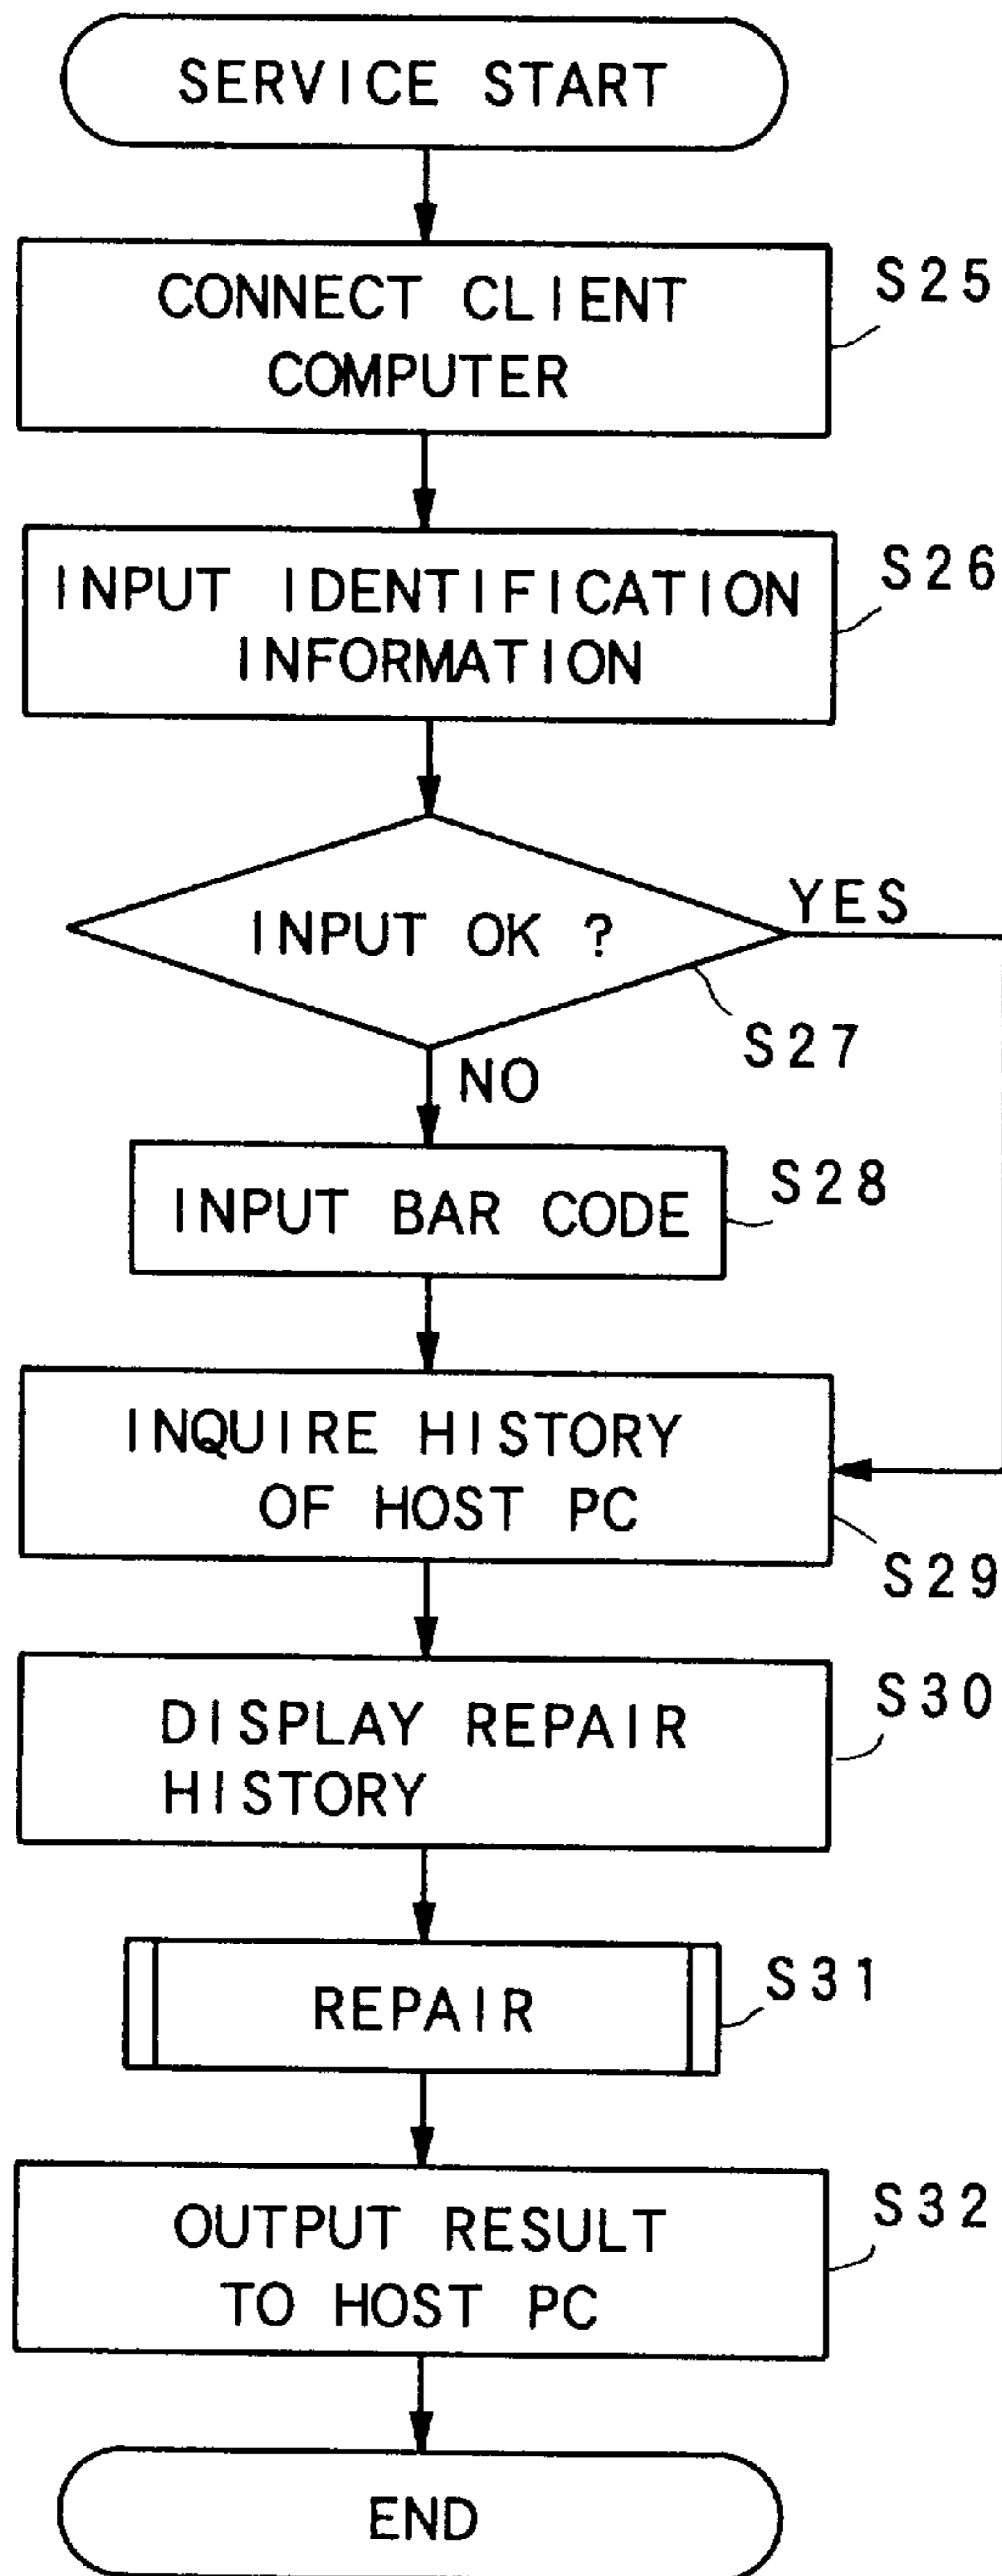 SERVICE START
CONNECT CLIENT
COMPUTER
S25
INPUT IDENTIFICATION
INFORMATION
S26
INPUT OK ?
YES
S27
NO
INPUT BAR CODE
S28
INQUIRE HISTORY
OF HOST PC
S29
DISPLAY REPAIR
HISTORY
S30
REPAIR
S31
OUTPUT RESULT
TO HOST PC
S32
END